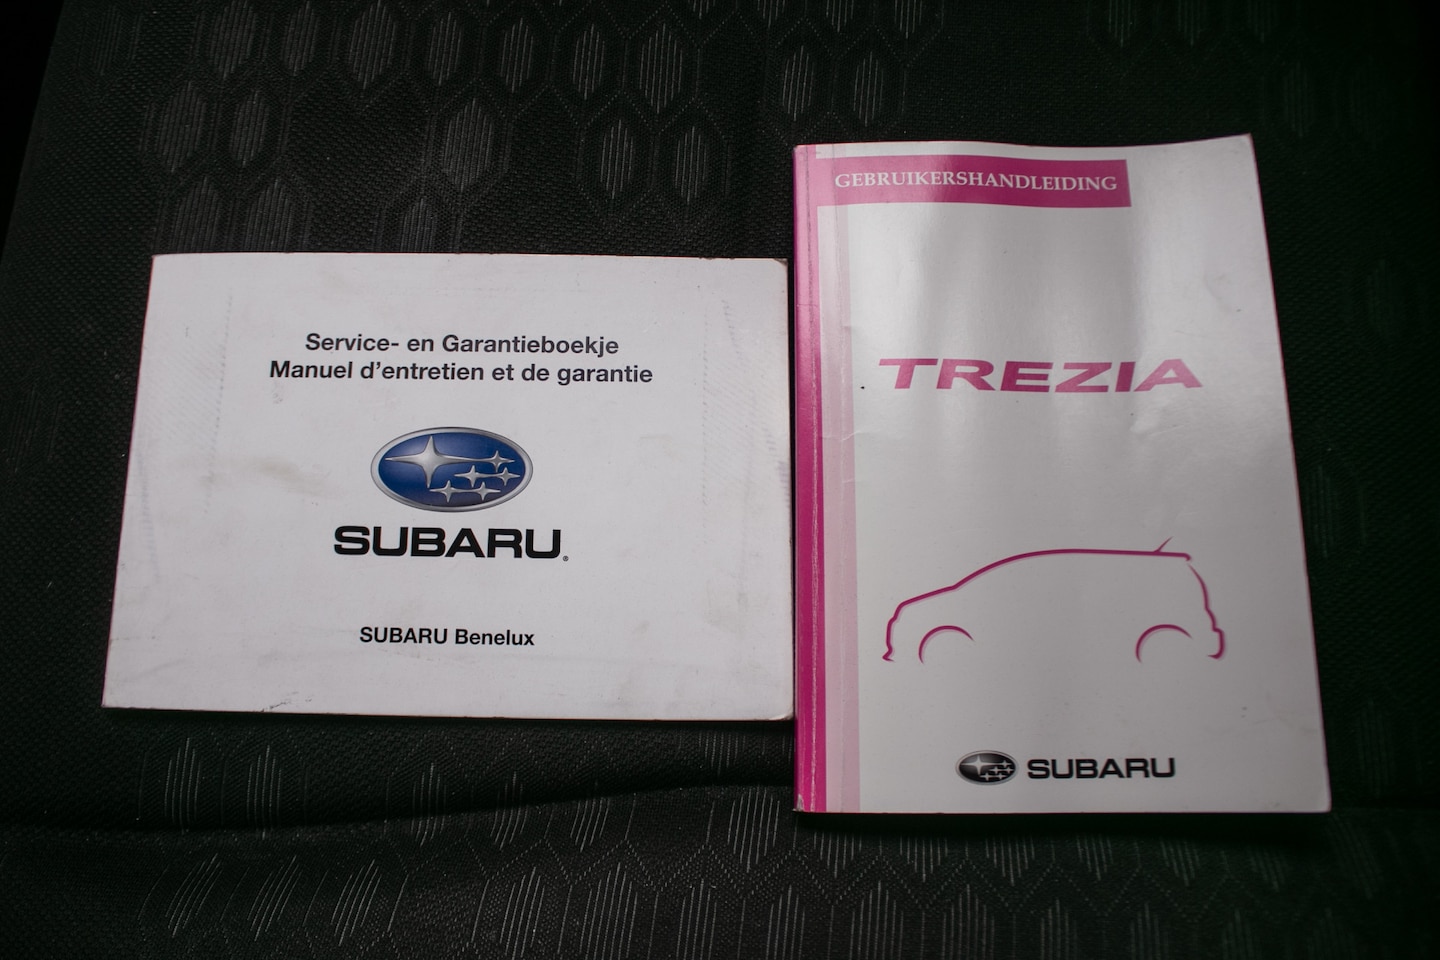 Service- en Garantieboekje
Manuel d'entretien et de garantie
SUBARU®
SUBARU Benelux
GEBRUIKERSHANDLEIDING
TREZIA
SUBARU